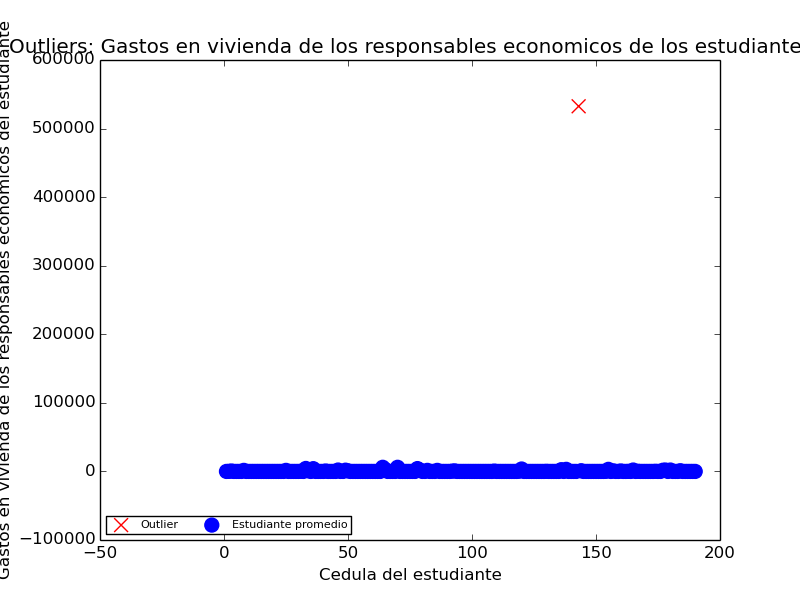 Outliers: Gastos en vivienda de los responsables economicos de los estudiante
Gastos en vivienda de los responsables economicos del estudiante
600000
500000
400000
300000
200000
100000
0
−100000
−50
0
50
100
150
200
Outlier
Estudiante promedio
Cedula del estudiante